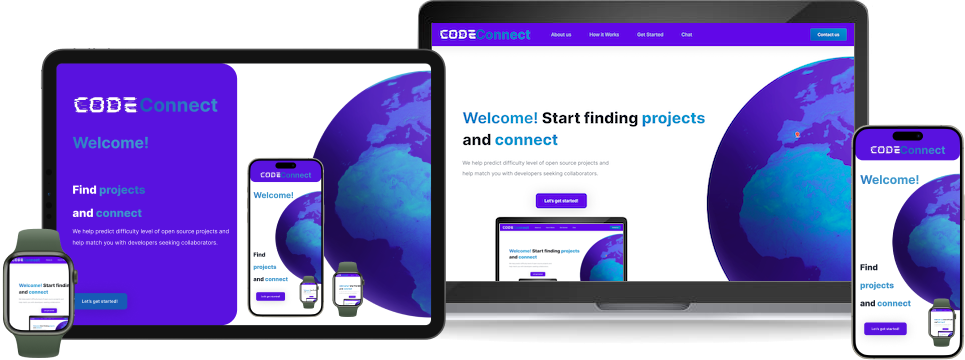 CODEConnect
About us
How it Works
Get Started
Chat
Contact us
Welcome! Start finding projects
and connect
We help predict difficulty level of open source projects and
help match you with developers seeking collaborators.
Let's get started!
Welcome! Start finding projects
and connect
CODEConnect
Welcome!
Find projects
and connect
We help predict difficulty level of open source projects and
help match you with developers seeking collaborators.
Let's get started!
CODEConnect
Welcome!
Find
projects
and connect
Let's get started!
Welcome! Start finding projects
and connect
CODEConnect
Welcome!
Find
projects
and connect
Let's get started!